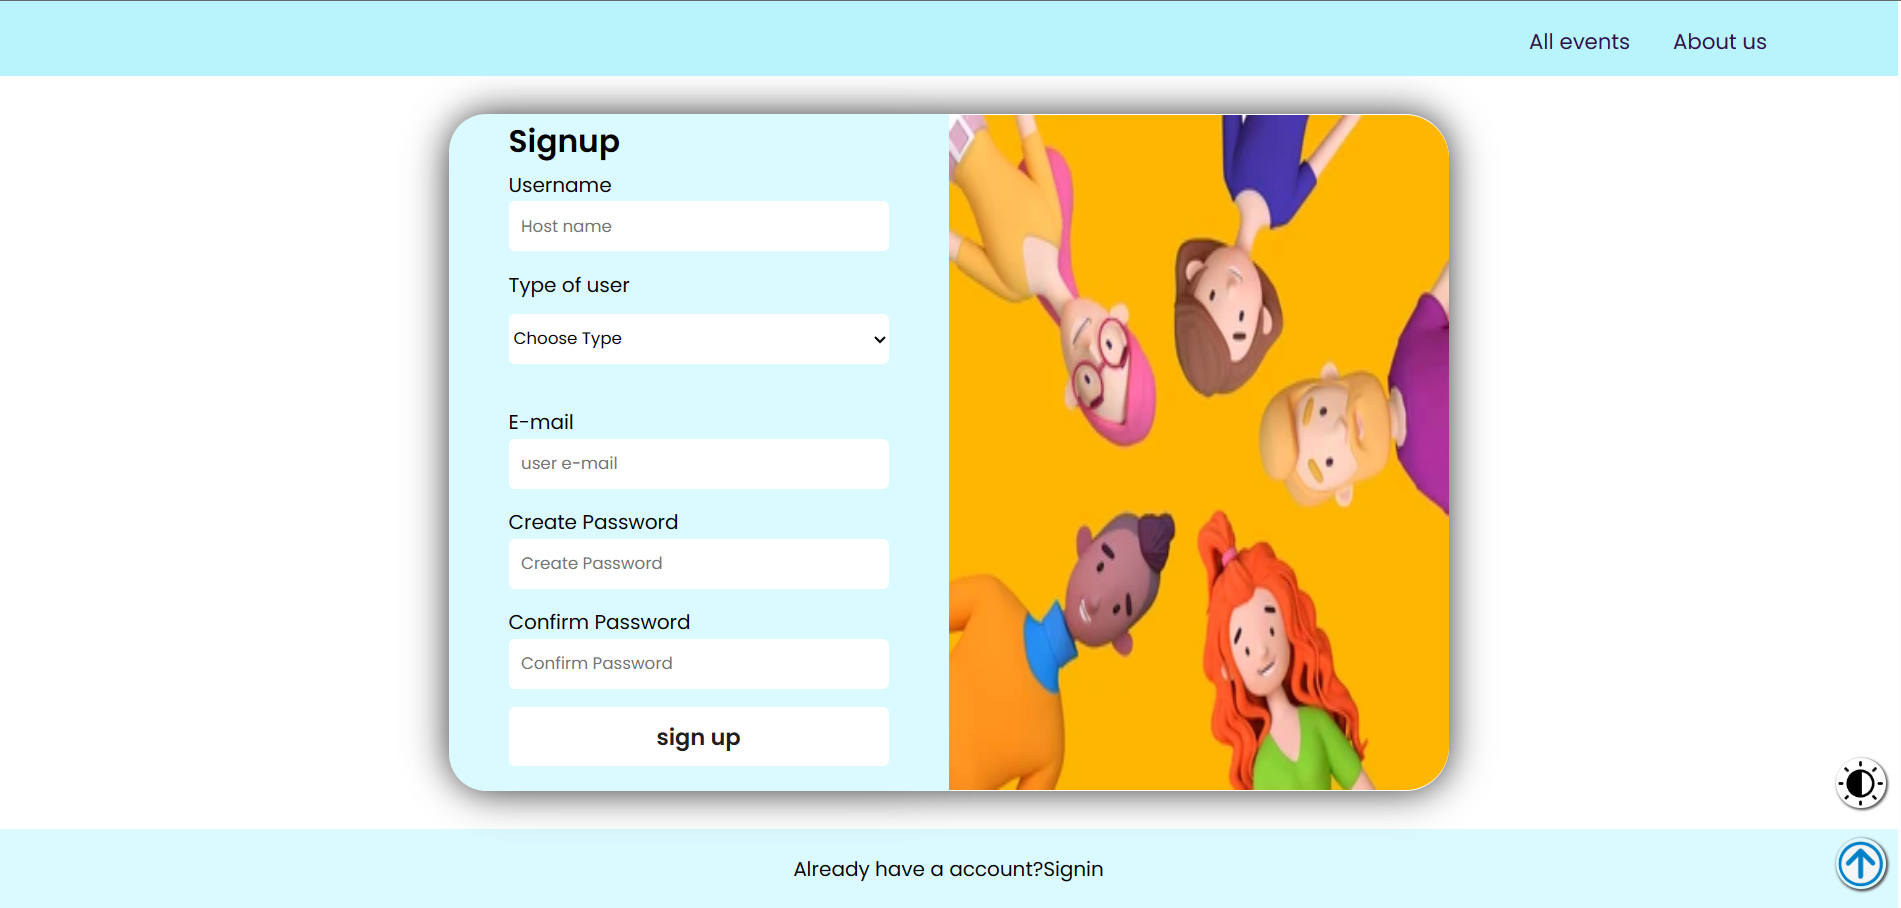 All events About us
Signup
Username
Host name
Type of user
Choose Type
E-mail
user e-mail
Create Password
Create Password
Confirm Password
Confirm Password
sign up
Already have a account?Signin